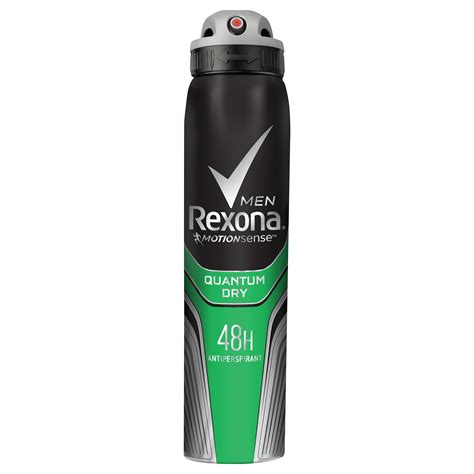 MEN
Rexona
MOTIONsense™
QUANTUM
DRY
48H
ANTIPERSPIRANT